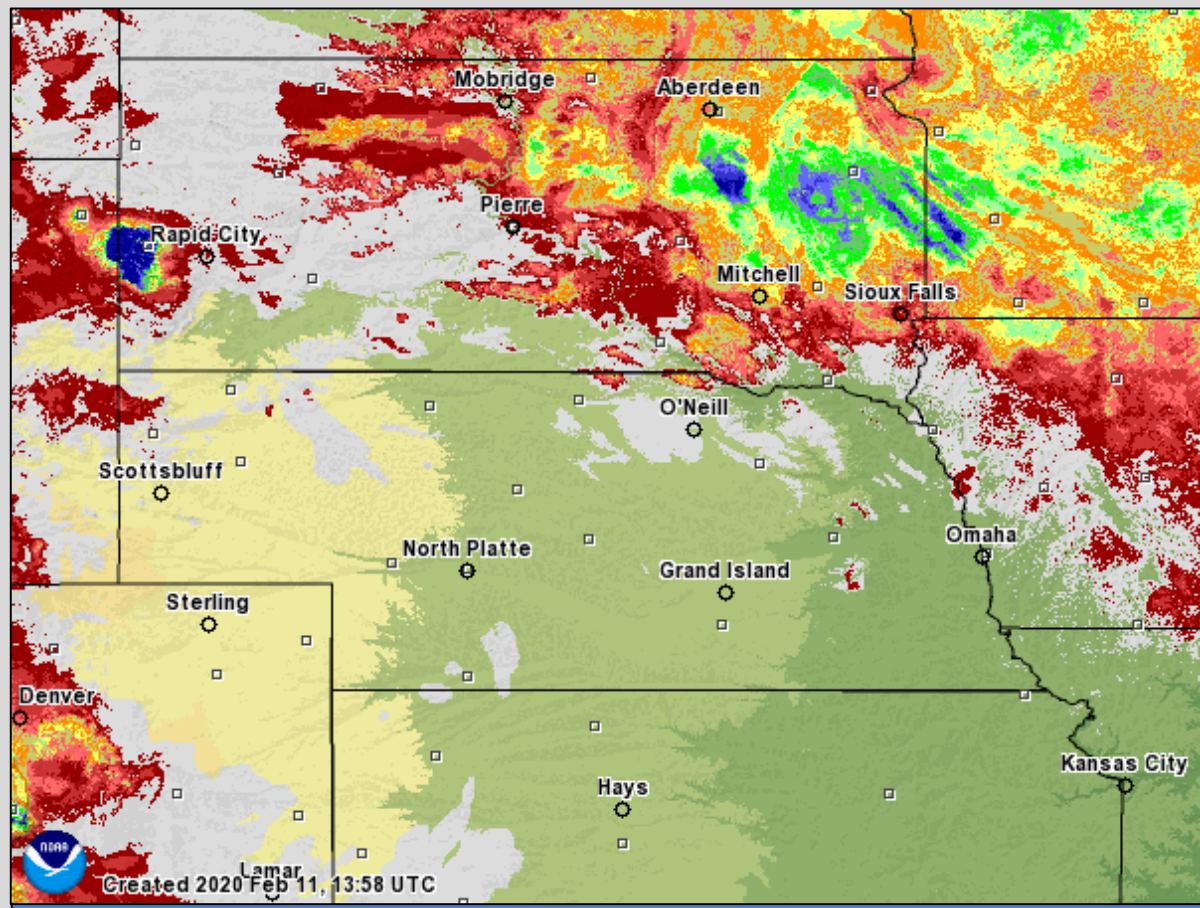 Mobridge
Aberdeen
Pierre
Rapid City
Mitchell
Sioux Falls
O'Neill
Scottsbluff
Omaha
North Platte
Grand Island
Sterling
Denver
Kansas City
Hays
NOAA
Lamar
Created 2020 Feb 11, 13:58 UTC